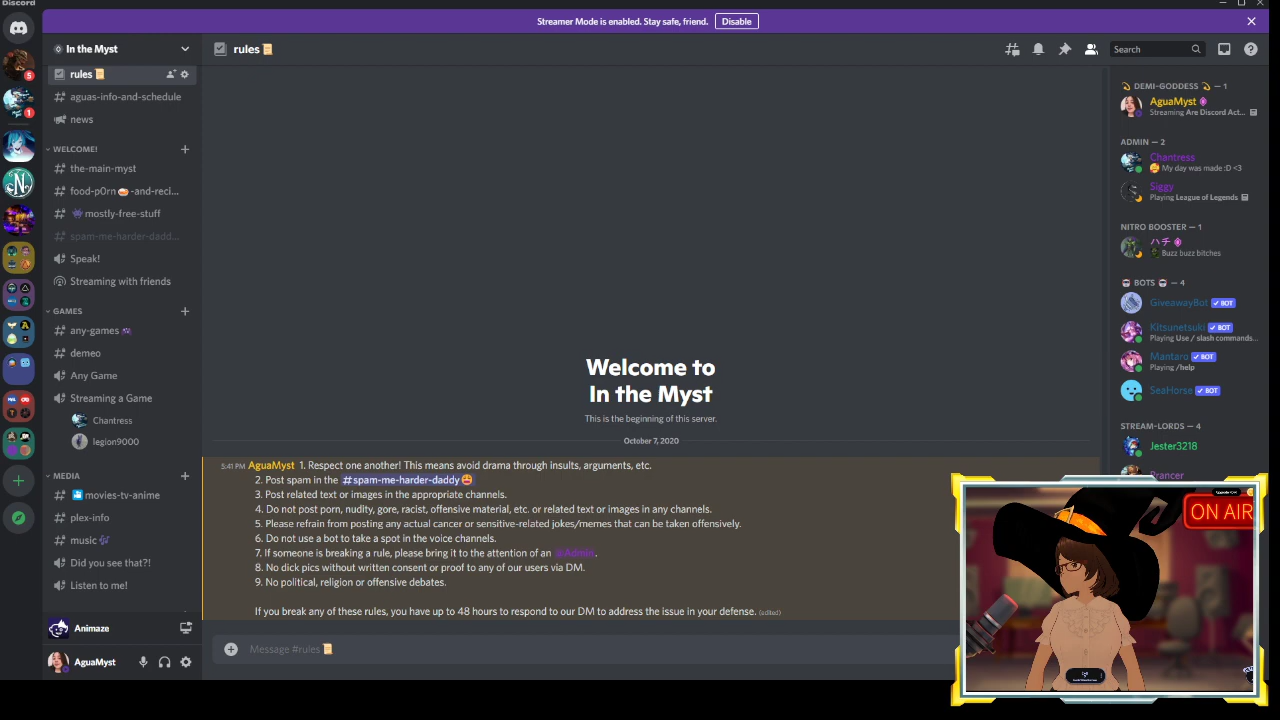 Discord
Streamer Mode is enabled. Stay safe, friend. Disable
In the Myst
rules
aguas-info-and-schedule
news
WELCOME!
the-main-myst
food-p0rn -and-reci...
mostly-free-stuff
spam-me-harder-dadd...
Speak!
Streaming with friends
GAMES
any-games
demeo
Any Game
Streaming a Game
Chantress
legion9000
MEDIA
movies-tv-anime
plex-info
music
Did you see that?!
Listen to me!
Animaze
AguaMyst
5
1
rules
Search
Welcome to
In the Myst
This is the beginning of this server.
October 7, 2020
5:41 PM AguaMyst 1. Respect one another! This means avoid drama through insults, arguments, etc.
2. Post spam in the #spam-me-harder-daddy
3. Post related text or images in the appropriate channels.
4. Do not post porn, nudity, gore, racist, offensive material, etc. or related text or images in any channels.
5. Please refrain from posting any actual cancer or sensitive-related jokes/memes that can be taken offensively.
6. Do not use a bot to take a spot in the voice channels.
7. If someone is breaking a rule, please bring it to the attention of an @Admin.
8. No dick pics without written consent or proof to any of our users via DM.
9. No political, religion or offensive debates.
If you break any of these rules, you have up to 48 hours to respond to our DM to address the issue in your defense. (edited)
Message #rules
DEMI-GODDESS — 1
AguaMyst
Streaming Are Discord Act...
ADMIN — 2
Chantress
My day was made :D <3
Siggy
Playing League of Legends
NITRO BOOSTER — 1
ハチ
Buzz buzz bitches
BOTS — 4
GiveawayBot BOT
Kitsunetsuki BOT
Playing Use / slash commands...
Mantaro BOT
Playing /help
SeaHorse BOT
STREAM-LORDS — 4
Jester3218
Prancer
ON AIR